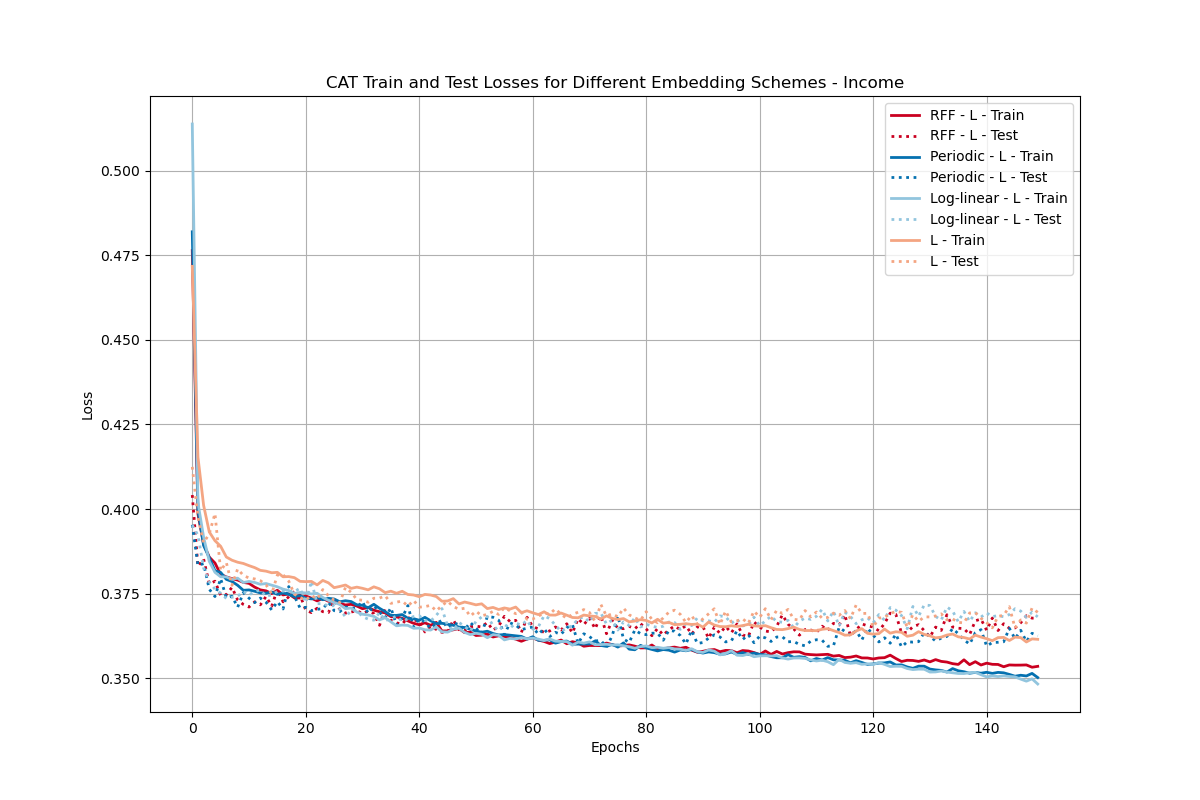 CAT Train and Test Losses for Different Embedding Schemes - Income
RFF - L - Train
RFF - L - Test
Periodic - L - Train
Periodic - L - Test
Log-linear - L - Train
Log-linear - L - Test
L - Train
L - Test
0.500
0.475
0.450
0.425
0.400
0.375
0.350
Loss
0 20 40 60 80 100 120 140
Epochs